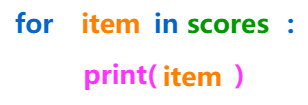 for item in scores :
print( item )